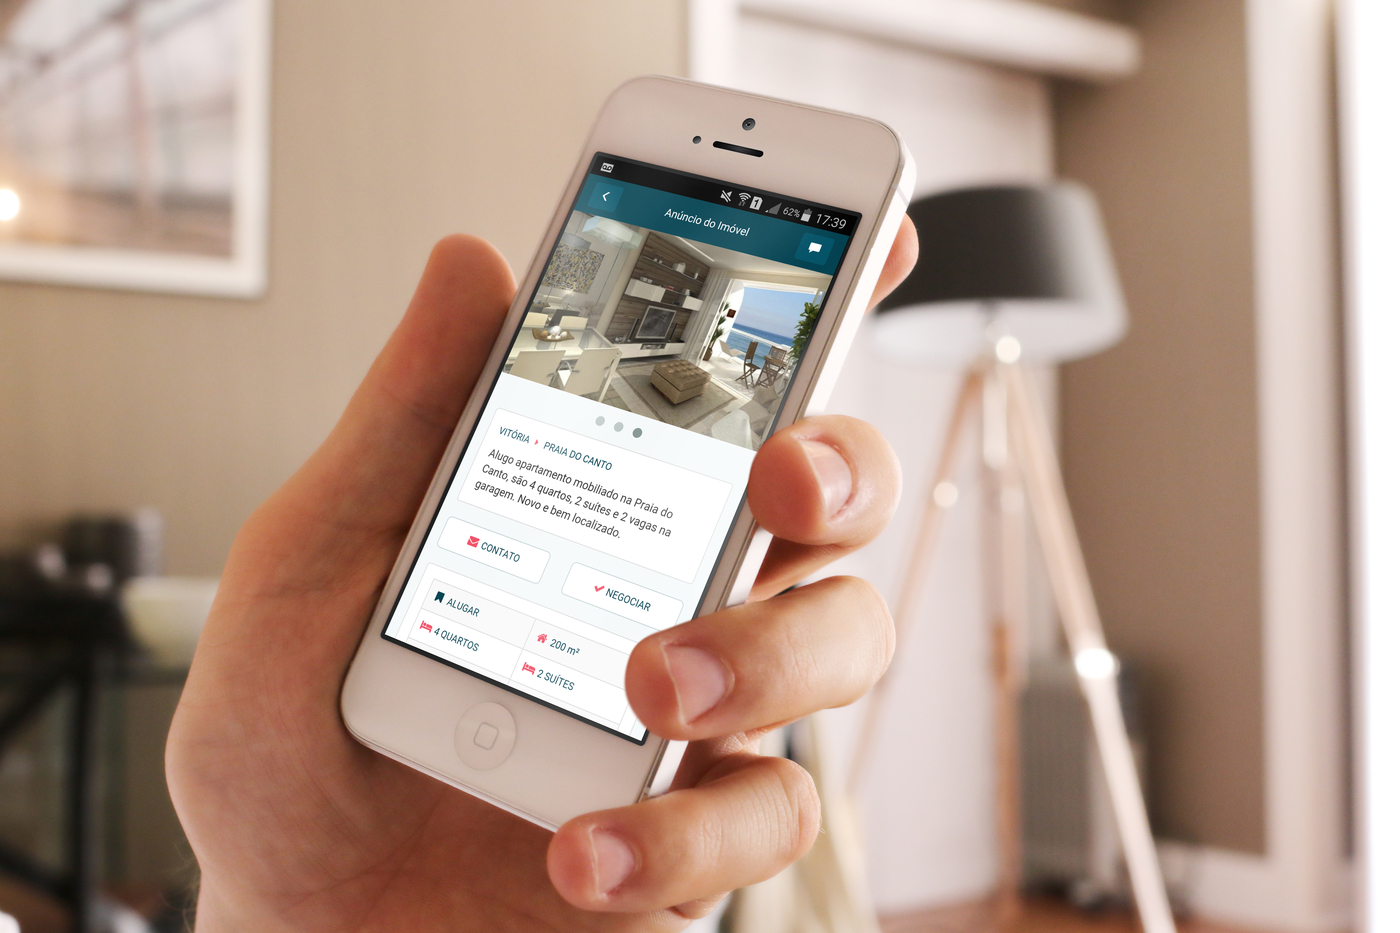 1 62% 17:39
Anúncio do Imóvel
VITÓRIA PRAIA DO CANTO
Alugo apartamento mobiliado na Praia do
Canto, são 4 quartos, 2 suítes e 2 vagas na
garagem. Novo e bem localizado.
CONTATO
NEGOCIAR
ALUGAR
200 m²
4 QUARTOS
2 SUÍTES